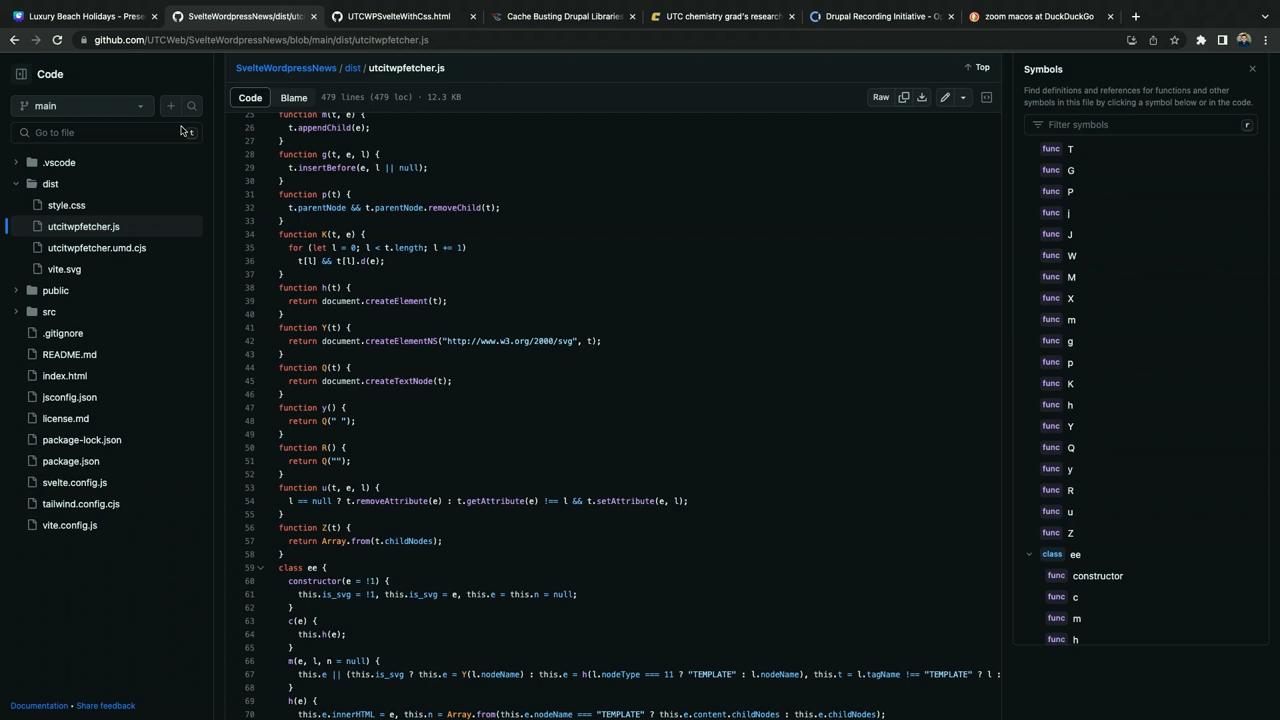 Luxury Beach Holidays - Pres
SvelteWordpressNews/dist/utc
UTCWPSvelteWithCss.html
Cache Busting Drupal Libraries
UTC chemistry grad's research
Drupal Recording Initiative - Op
zoom macos at DuckDuckGo
github.com/UTCWeb/SvelteWordpressNews/blob/main/dist/utcitwpfetcher.js
Code
main
Go to file
t
.vscode
dist
style.css
utcitwpfetcher.js
utcitwpfetcher.umd.cjs
vite.svg
public
src
.gitignore
README.md
index.html
jsconfig.json
license.md
package-lock.json
package.json
svelte.config.js
tailwind.config.cjs
vite.config.js
Documentation • Share feedback
SvelteWordpressNews / dist / utcitwpfetcher.js
Top
Code
Blame
479 lines (479 loc) · 12.3 KB
Raw
25 function m(t, e) {
26 t.appendChild(e);
27 }
28 function g(t, e, l) {
29 t.insertBefore(e, l || null);
30 }
31 function p(t) {
32 t.parentNode && t.parentNode.removeChild(t);
33 }
34 function K(t, e) {
35 for (let l = 0; l < t.length; l += 1)
36 t[l] && t[l].d(e);
37 }
38 function h(t) {
39 return document.createElement(t);
40 }
41 function Y(t) {
42 return document.createElementNS("http://www.w3.org/2000/svg", t);
43 }
44 function Q(t) {
45 return document.createTextNode(t);
46 }
47 function y() {
48 return Q(" ");
49 }
50 function R() {
51 return Q("");
52 }
53 function u(t, e, l) {
54 l == null ? t.removeAttribute(e) : t.getAttribute(e) !== l && t.setAttribute(e, l);
55 }
56 function Z(t) {
57 return Array.from(t.childNodes);
58 }
59 class ee {
60 constructor(e = !1) {
61 this.is_svg = !1, this.is_svg = e, this.e = this.n = null;
62 }
63 c(e) {
64 this.h(e);
65 }
66 m(e, l, n = null) {
67 this.e || (this.is_svg ? this.e = Y(l.nodeName) : this.e = h(l.nodeType === 11 ? "TEMPLATE" : l.nodeName), this.t = l.tagName !== "TEMPLATE" ? l :
68 }
69 h(e) {
70 this.e.innerHTML = e, this.n = Array.from(this.e.nodeName === "TEMPLATE" ? this.e.content.childNodes : this.e.childNodes);
Symbols
Find definitions and references for functions and other
symbols in this file by clicking a symbol below or in the code.
Filter symbols
r
func T
func G
func P
func j
func J
func W
func M
func X
func m
func g
func p
func K
func h
func Y
func Q
func y
func R
func u
func Z
class ee
func constructor
func c
func m
func h